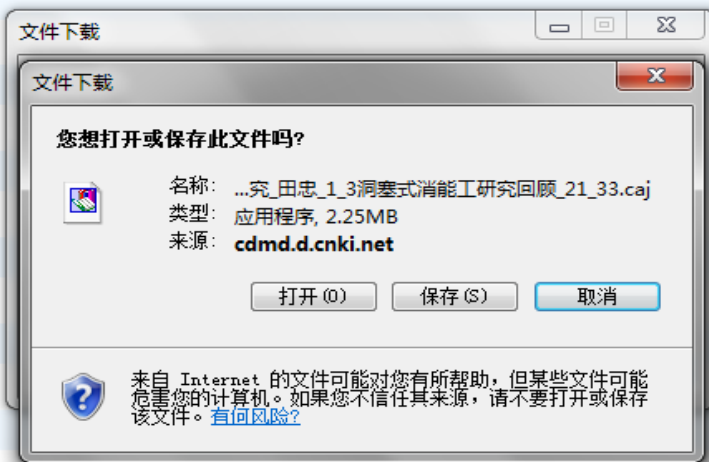 文件下载
文件下载
您想打开或保存此文件吗?
名称: ...究_田忠_1_3洞塞式消能工研究回顾_21_33.caj
类型: 应用程序, 2.25MB
来源: cdmd.d.cnki.net
打开(O) 保存(S) 取消
来自 Internet 的文件可能对您有所帮助，但某些文件可能
危害您的计算机。如果您不信任其来源，请不要打开或保存
该文件。有何风险?